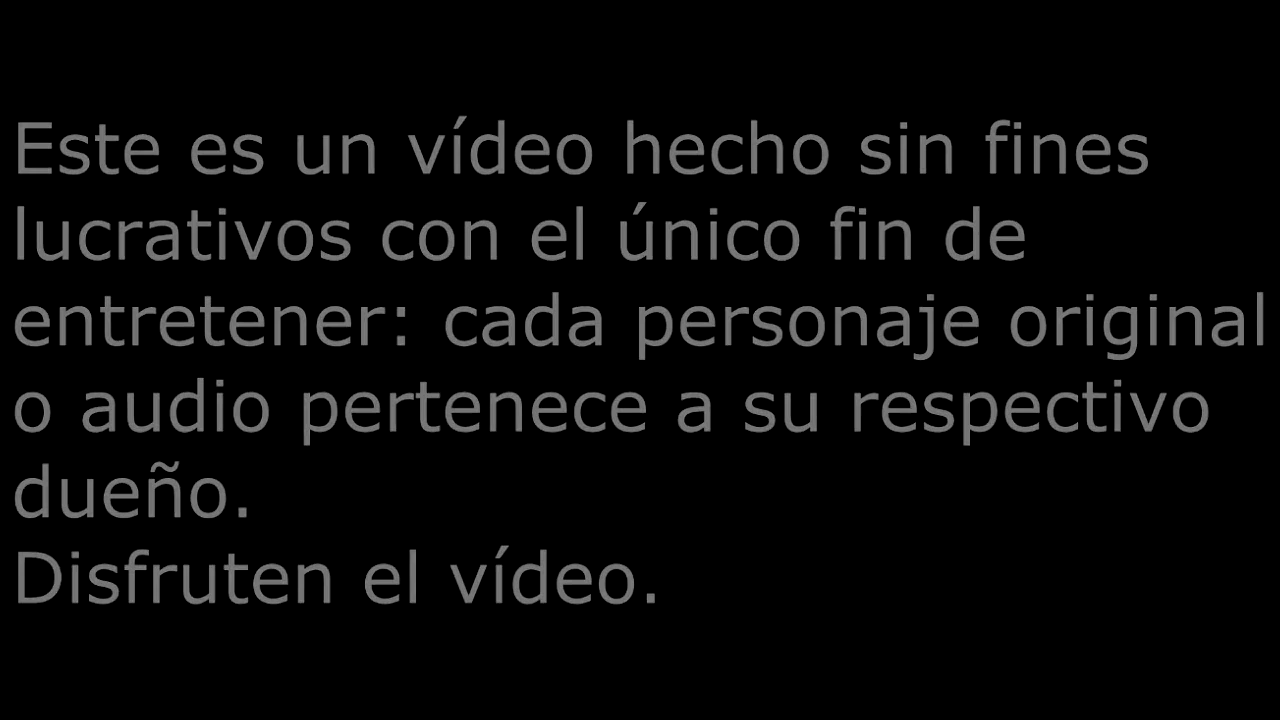 Este es un vídeo hecho sin fines
lucrativos con el único fin de
entretener: cada personaje original
o audio pertenece a su respectivo
dueño.
Disfruten el vídeo.